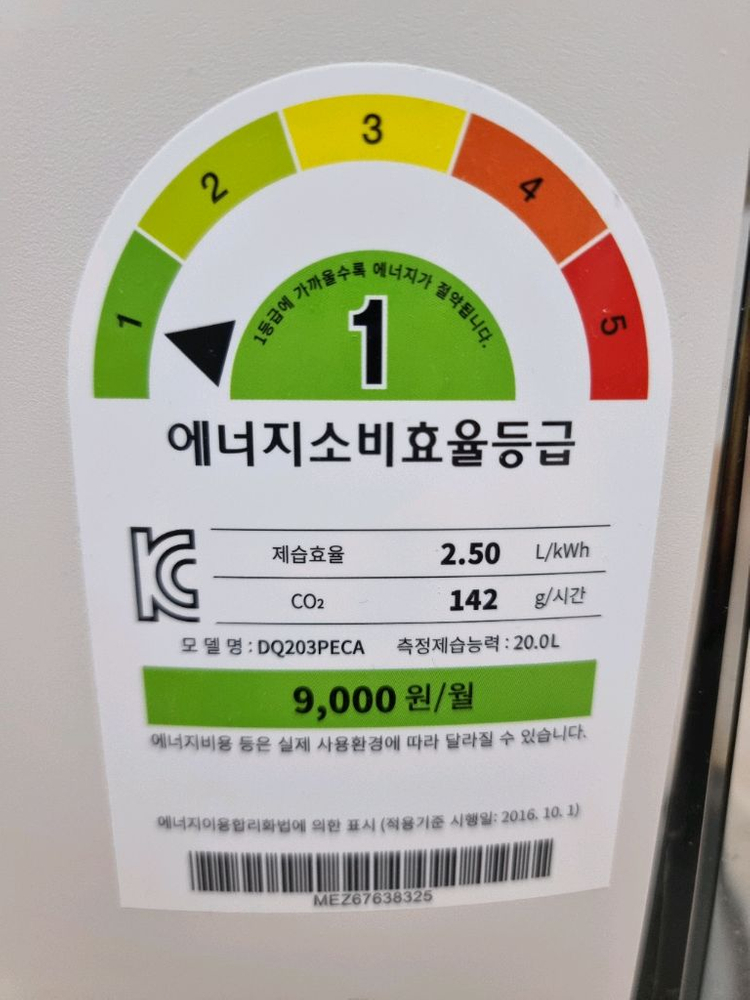 1
2
3
4
5
1등급에 가까울수록 에너지가 절약됩니다.
1
에너지소비효율등급
제습효율 2.50 L/kWh
CO₂ 142 g/시간
모 델 명 : DQ203PECA 측정제습능력 : 20.0L
9,000 원/월
에너지비용 등은 실제 사용환경에 따라 달라질 수 있습니다.
에너지이용합리화법에 의한 표시 (적용기준 시행일: 2016. 10. 1)
MEZ67638325